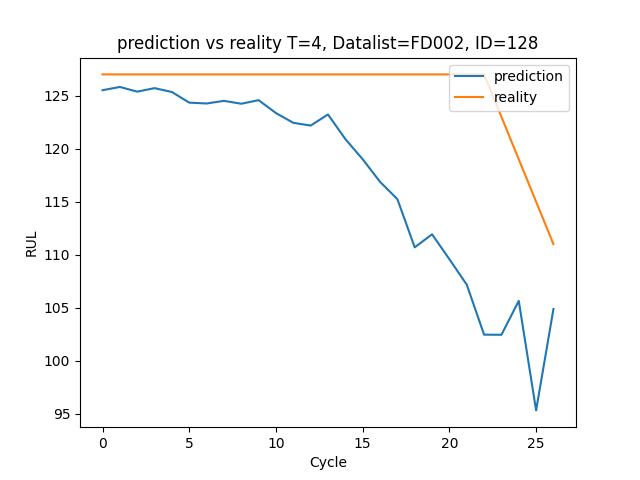 prediction vs reality T=4, Datalist=FD002, ID=128
prediction
reality
125
120
115
110
105
100
95
RUL
0 5 10 15 20 25
Cycle